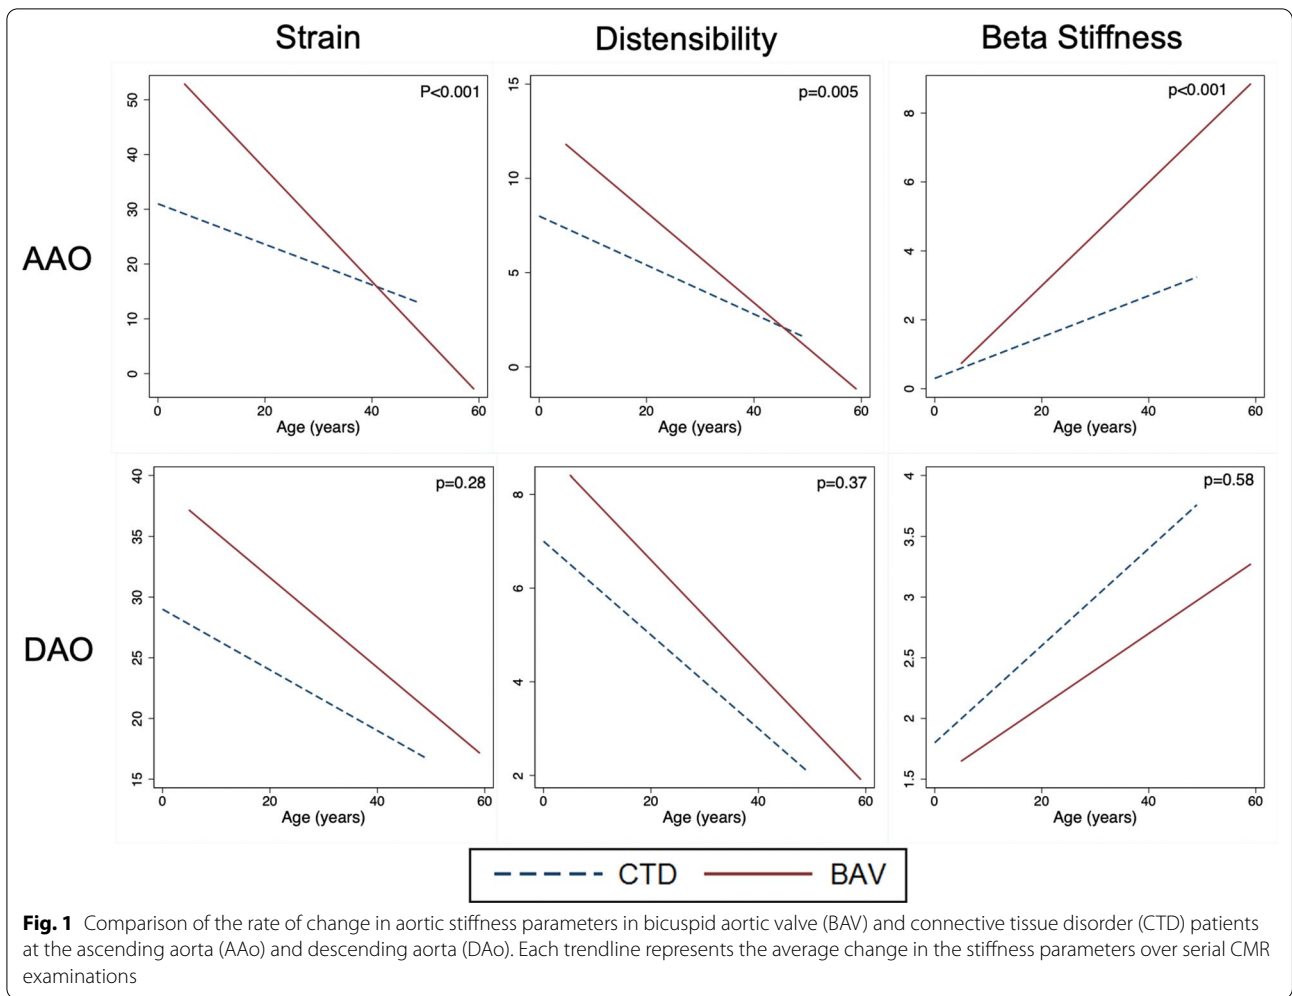 Strain Distensibility Beta Stiffness
AAO
P<0.001
50
40
30
20
10
0
0 20 40 60
Age (years)
p=0.005
15
10
5
0
0 20 40 60
Age (years)
p<0.001
8
6
4
2
0
0 20 40 60
Age (years)
DAO
p=0.28
40
35
30
25
20
15
0 20 40 60
Age (years)
p=0.37
8
6
4
2
0 20 40 60
Age (years)
p=0.58
4
3.5
3
2.5
2
1.5
0 20 40 60
Age (years)
CTD BAV
Fig. 1 Comparison of the rate of change in aortic stiffness parameters in bicuspid aortic valve (BAV) and connective tissue disorder (CTD) patients
at the ascending aorta (AAo) and descending aorta (DAo). Each trendline represents the average change in the stiffness parameters over serial CMR
examinations